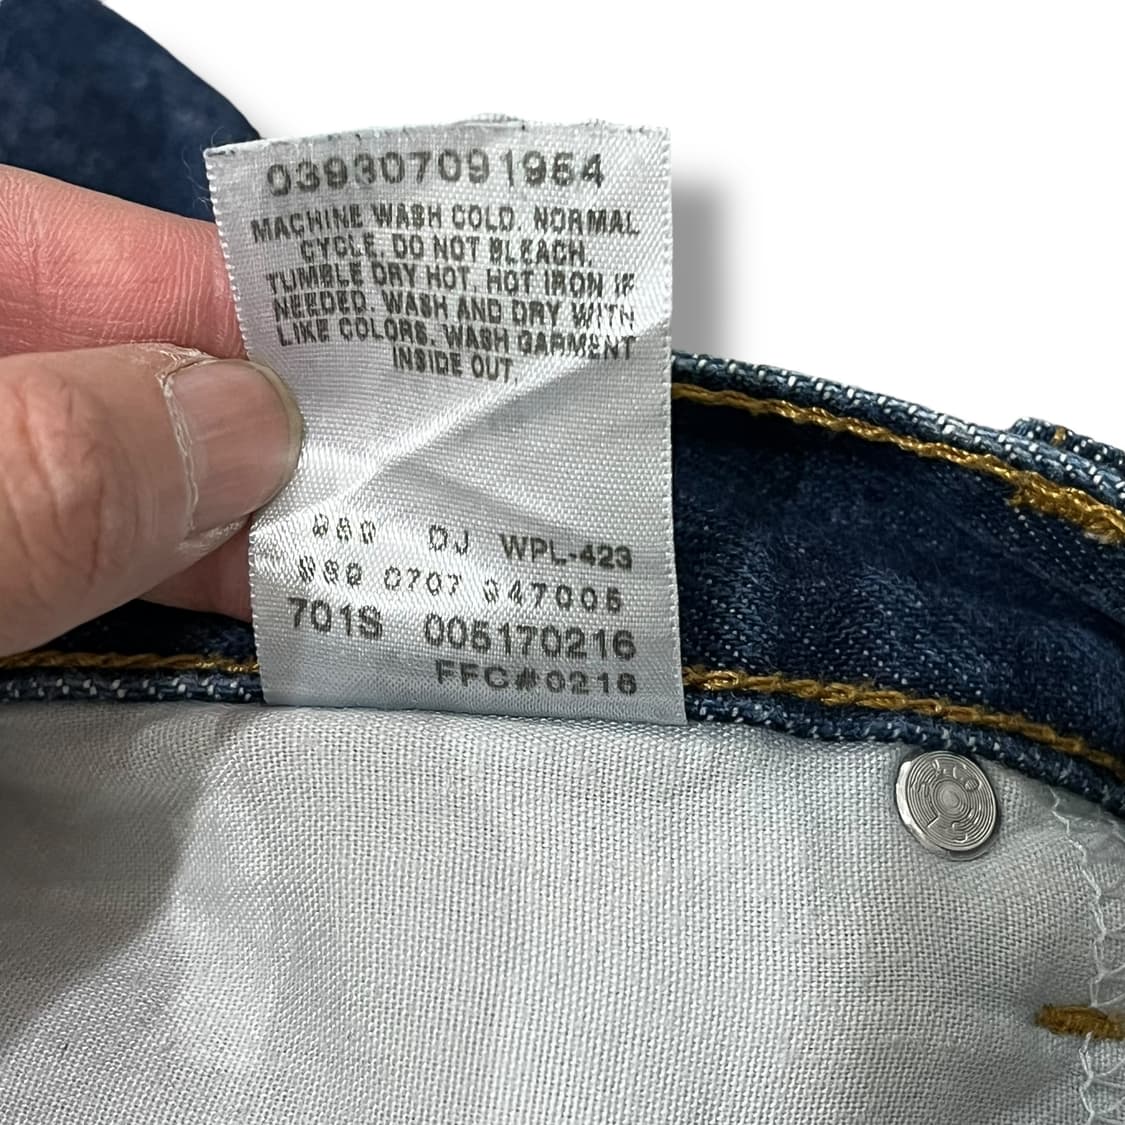 039307091954
MACHINE WASH COLD. NORMAL
CYCLE. DO NOT BLEACH.
TUMBLE DRY HOT. HOT IRON IF
NEEDED. WASH AND DRY WITH
LIKE COLORS. WASH GARMENT
INSIDE OUT.
DJ WPL-423
0707 347005
701S 005170216
FFC#0216